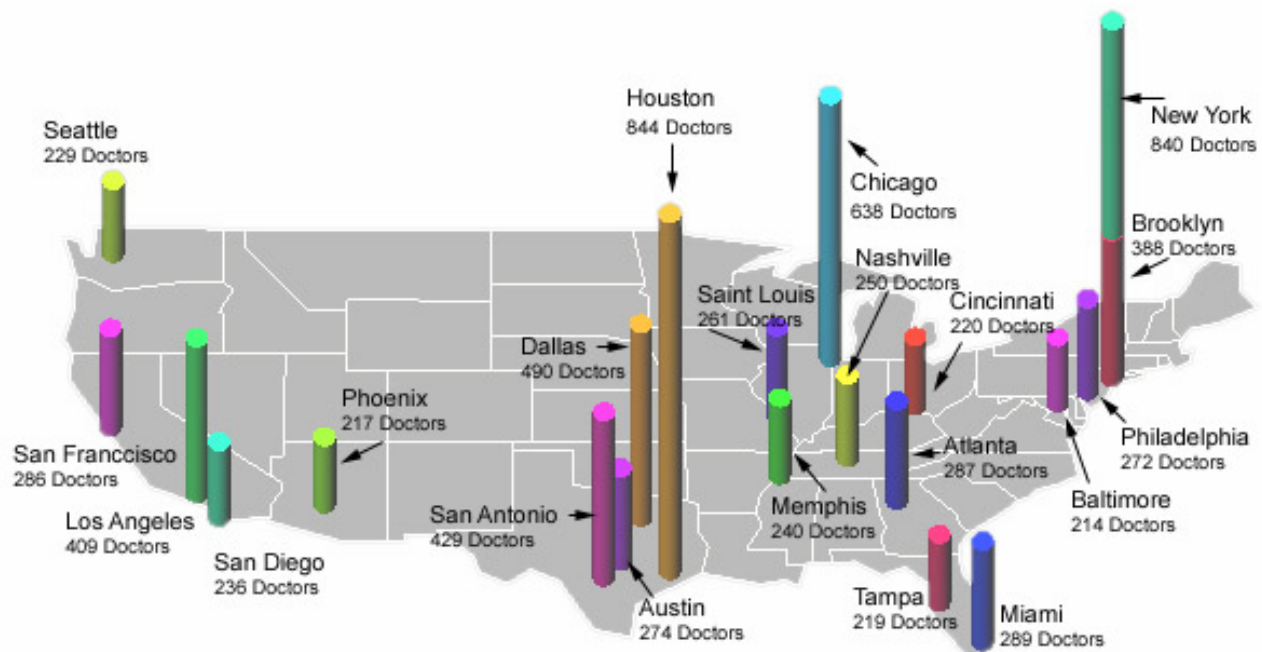 Seattle
229 Doctors
Houston
844 Doctors
New York
840 Doctors
Chicago
638 Doctors
Brooklyn
388 Doctors
Nashville
250 Doctors
Saint Louis
261 Doctors
Cincinnati
220 Doctors
Dallas
490 Doctors
Phoenix
217 Doctors
San Franccisco
286 Doctors
Atlanta
287 Doctors
Philadelphia
272 Doctors
Los Angeles
409 Doctors
San Antonio
429 Doctors
Memphis
240 Doctors
Baltimore
214 Doctors
San Diego
236 Doctors
Austin
274 Doctors
Tampa
219 Doctors
Miami
289 Doctors